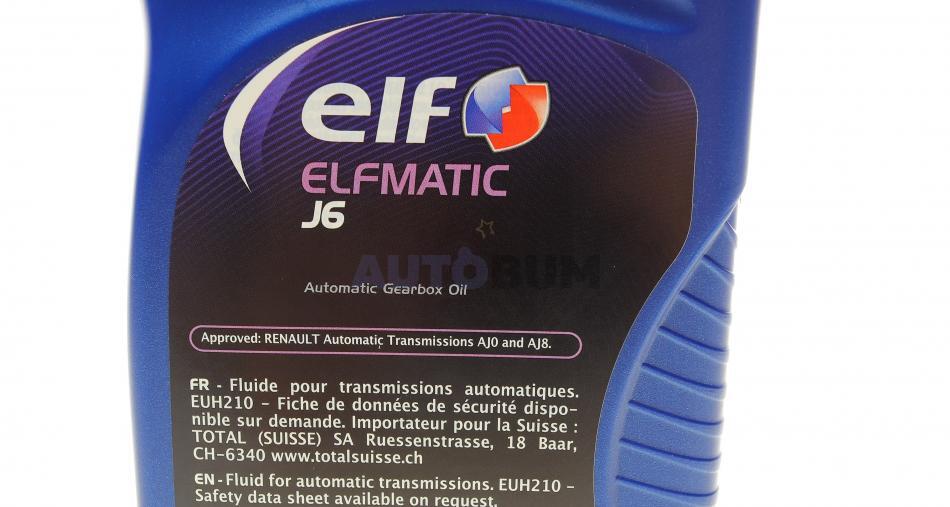 elf
ELFMATIC
J6
AUTOBUM
Automatic Gearbox Oil
Approved: RENAULT Automatic Transmissions AJ0 and AJ8.
FR - Fluide pour transmissions automatiques.
EUH210 – Fiche de données de sécurité dispo-
nible sur demande. Importateur pour la Suisse :
TOTAL (SUISSE) SA Ruessenstrasse, 18 Baar,
CH-6340 www.totalsuisse.ch
EN - Fluid for automatic transmissions. EUH210 –
Safety data sheet available on request.